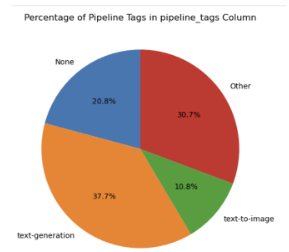 Percentage of Pipeline Tags in pipeline_tags Column
None
Other
20.8%
30.7%
10.8%
37.7%
text-to-image
text-generation